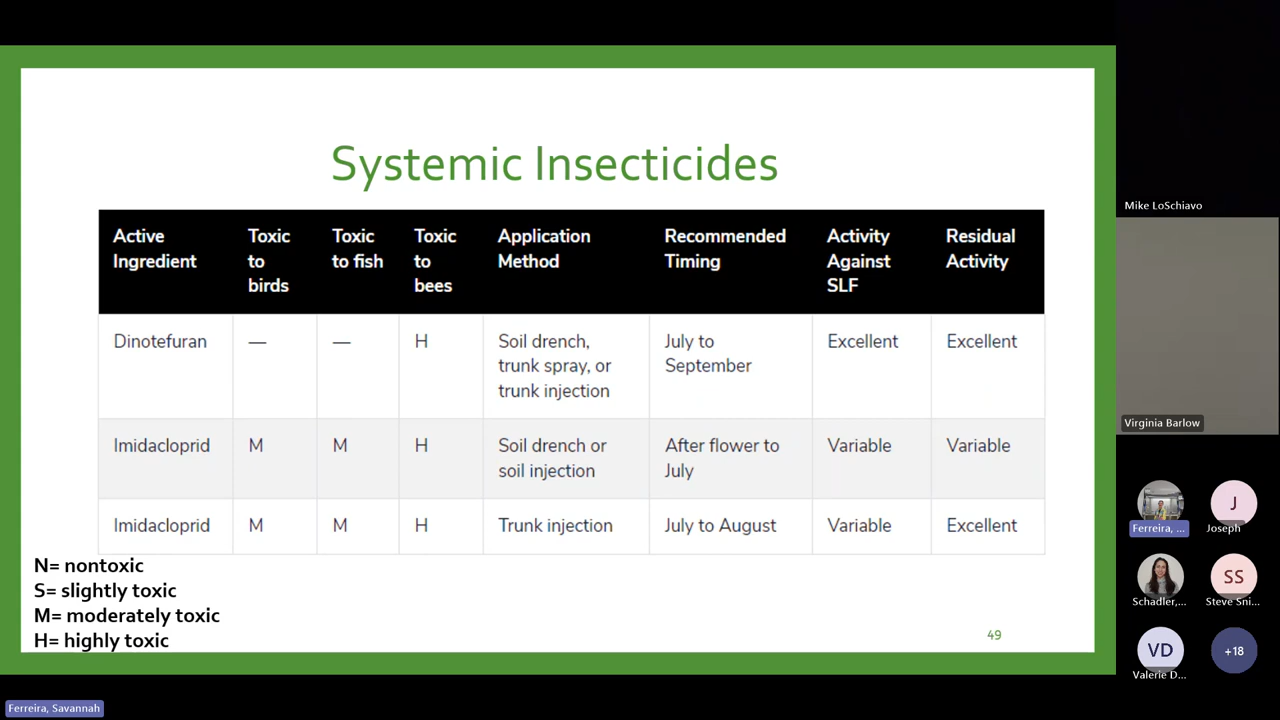 Systemic Insecticides
Active
Ingredient
Toxic
to
birds
Toxic
to fish
Toxic
to
bees
Application
Method
Recommended
Timing
Activity
Against
SLF
Residual
Activity
Dinotefuran
—
—
H
Soil drench,
trunk spray, or
trunk injection
July to
September
Excellent
Excellent
Imidacloprid
M
M
H
Soil drench or
soil injection
After flower to
July
Variable
Variable
Imidacloprid
M
M
H
Trunk injection
July to August
Variable
Excellent
N= nontoxic
S= slightly toxic
M= moderately toxic
H= highly toxic
49
Mike LoSchiavo
Virginia Barlow
Ferreira, ...
J
Joseph
Schadler,...
SS
Steve Sni...
VD
Valerie D...
+18
Ferreira, Savannah